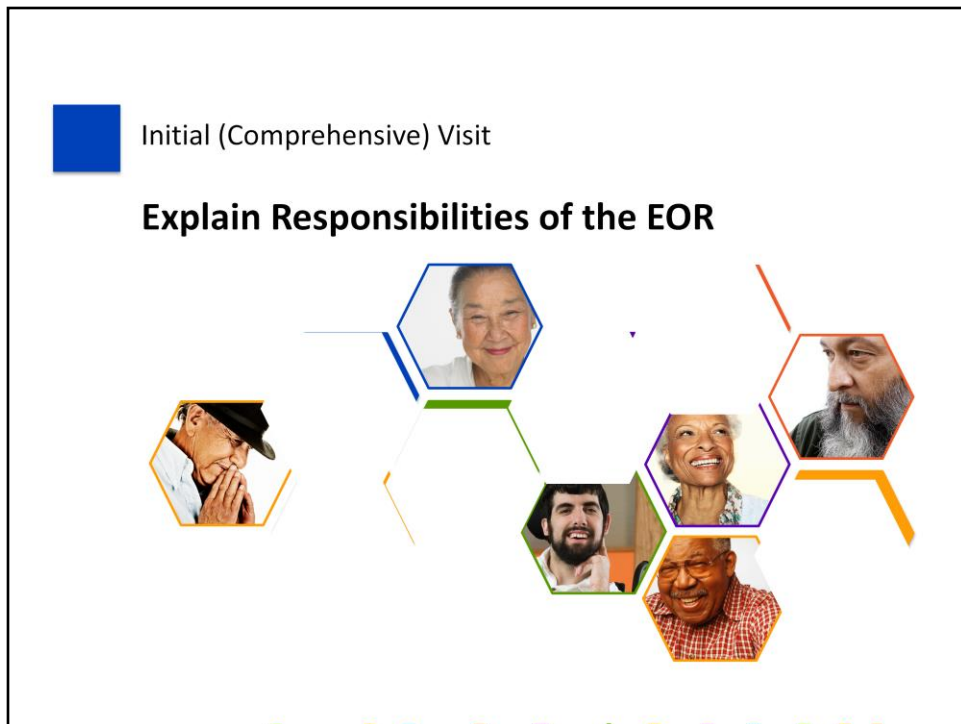 Initial (Comprehensive) Visit
Explain Responsibilities of the EOR